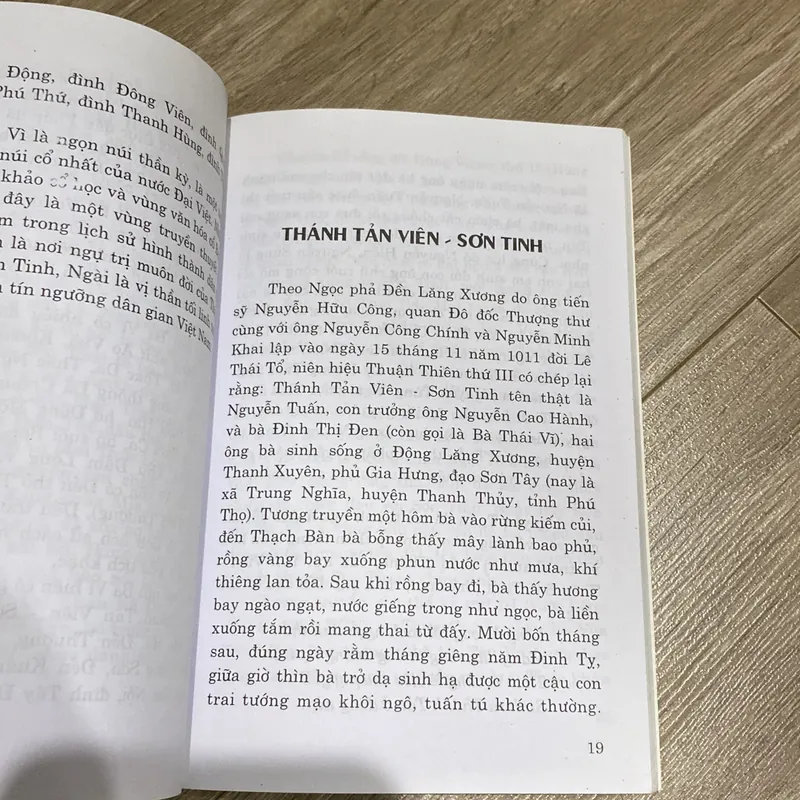 Động, đình Đông Viên, đình
Phú Thứ, đình Thanh Hùng, đình
Vì là ngọn núi thần kỳ, là một
núi cổ nhất của nước Đại Việt,
khảo cổ học và vùng văn hóa cổ
đây là một vùng truyền thuyết
trong lịch sử hình thành
là nơi ngự trị muôn đời của
Tinh, Ngài là vị thần tối linh
tín ngưỡng dân gian Việt Nam.
THÁNH TẢN VIÊN - SƠN TINH
Theo Ngọc phả Đền Lăng Xương do ông tiến
sỹ Nguyễn Hữu Công, quan Đô đốc Thượng thư
cùng với ông Nguyễn Công Chính và Nguyễn Minh
Khai lập vào ngày 15 tháng 11 năm 1011 đời Lê
Thái Tổ, niên hiệu Thuận Thiên thứ III có chép lại
rằng: Thánh Tản Viên - Sơn Tinh tên thật là
Nguyễn Tuấn, con trưởng ông Nguyễn Cao Hành,
và bà Đinh Thị Đen (còn gọi là Bà Thái Vĩ), hai
ông bà sinh sống ở Động Lăng Xương, huyện
Thanh Xuyên, phủ Gia Hưng, đạo Sơn Tây (nay là
xã Trung Nghĩa, huyện Thanh Thủy, tỉnh Phú
Thọ). Tương truyền một hôm bà vào rừng kiếm củi,
đến Thạch Bàn bà bỗng thấy mây lành bao phủ,
rồng vàng bay xuống phun nước như mưa, khí
thiêng lan tỏa. Sau khi rồng bay đi, bà thấy hương
bay ngào ngạt, nước giếng trong như ngọc, bà liền
xuống tắm rồi mang thai từ đấy. Mười bốn tháng
sau, đúng ngày rằm tháng giêng năm Đinh Tỵ,
giữa giờ thìn bà trở dạ sinh hạ được một cậu con
trai tướng mạo khôi ngô, tuấn tú khác thường.
19